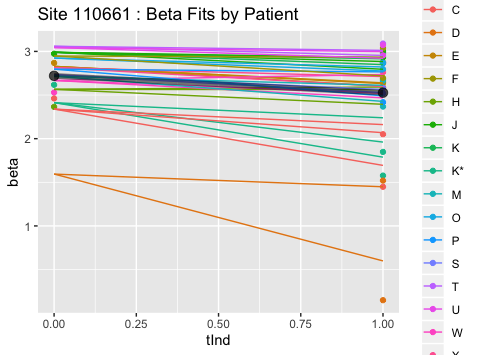 Site 110661 : Beta Fits by Patient
beta
3
2
1
0.00 0.25 0.50 0.75 1.00
tInd
C
D
E
F
H
J
K
K*
M
O
P
S
T
U
W